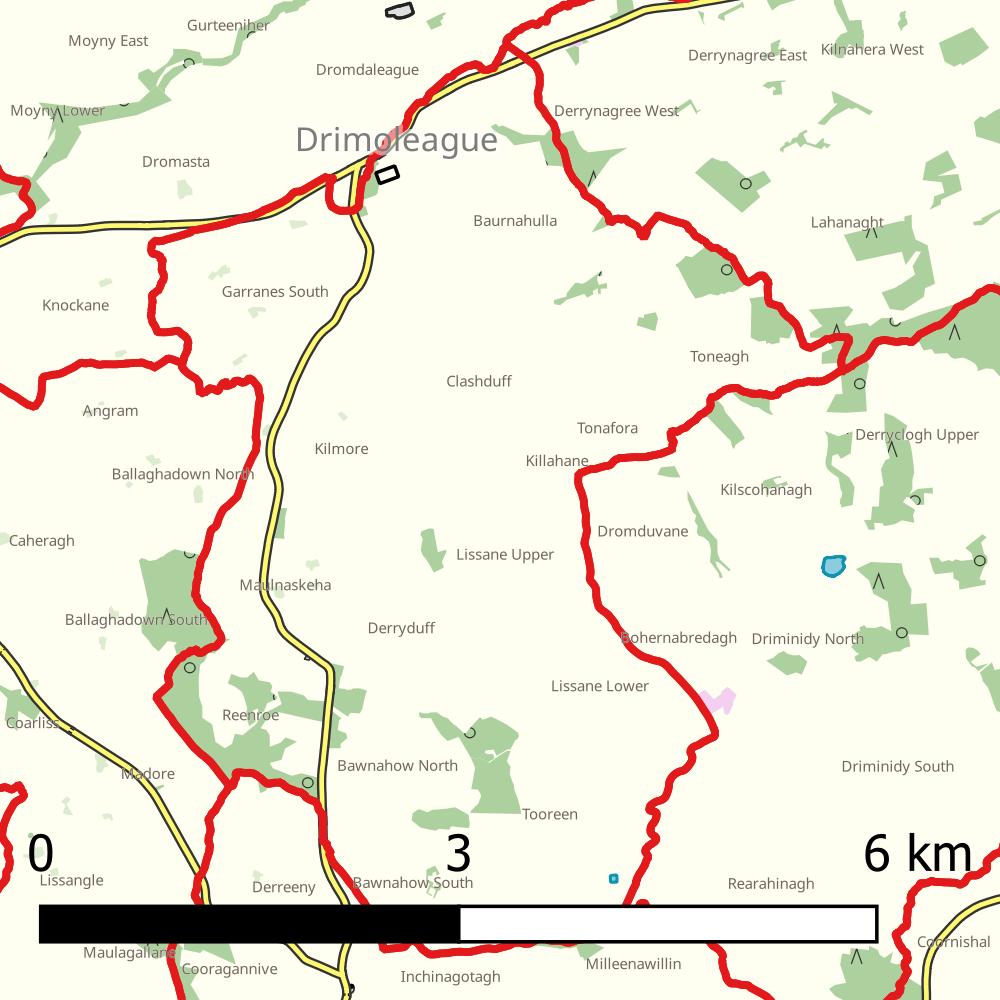 Gurteeniher
Moyny East
Kilnahera West
Derrynagree East
Dromdaleague
Moyny Lower
Derrynagree West
Drimoleague
Dromasta
Baurnahulla
Lahanaght
Garranes South
Knockane
Toneagh
Clashduff
Angram
Tonafora
Derryclogh Upper
Kilmore
Killahane
Ballaghadown North
Kilscohanagh
Dromduvane
Caheragh
Lissane Upper
Maulnaskeha
Ballaghadown South
Derryduff
Bohernabredagh
Driminidy North
Lissane Lower
Reenroe
Coarliss
Bawnahow North
Driminidy South
Madore
Tooreen
0 3 6 km
Lissangle
Derreeny
Bawnahow South
Rearahinagh
Coornishal
Maulagallane
Cooragannive
Milleenawillin
Inchinagotagh